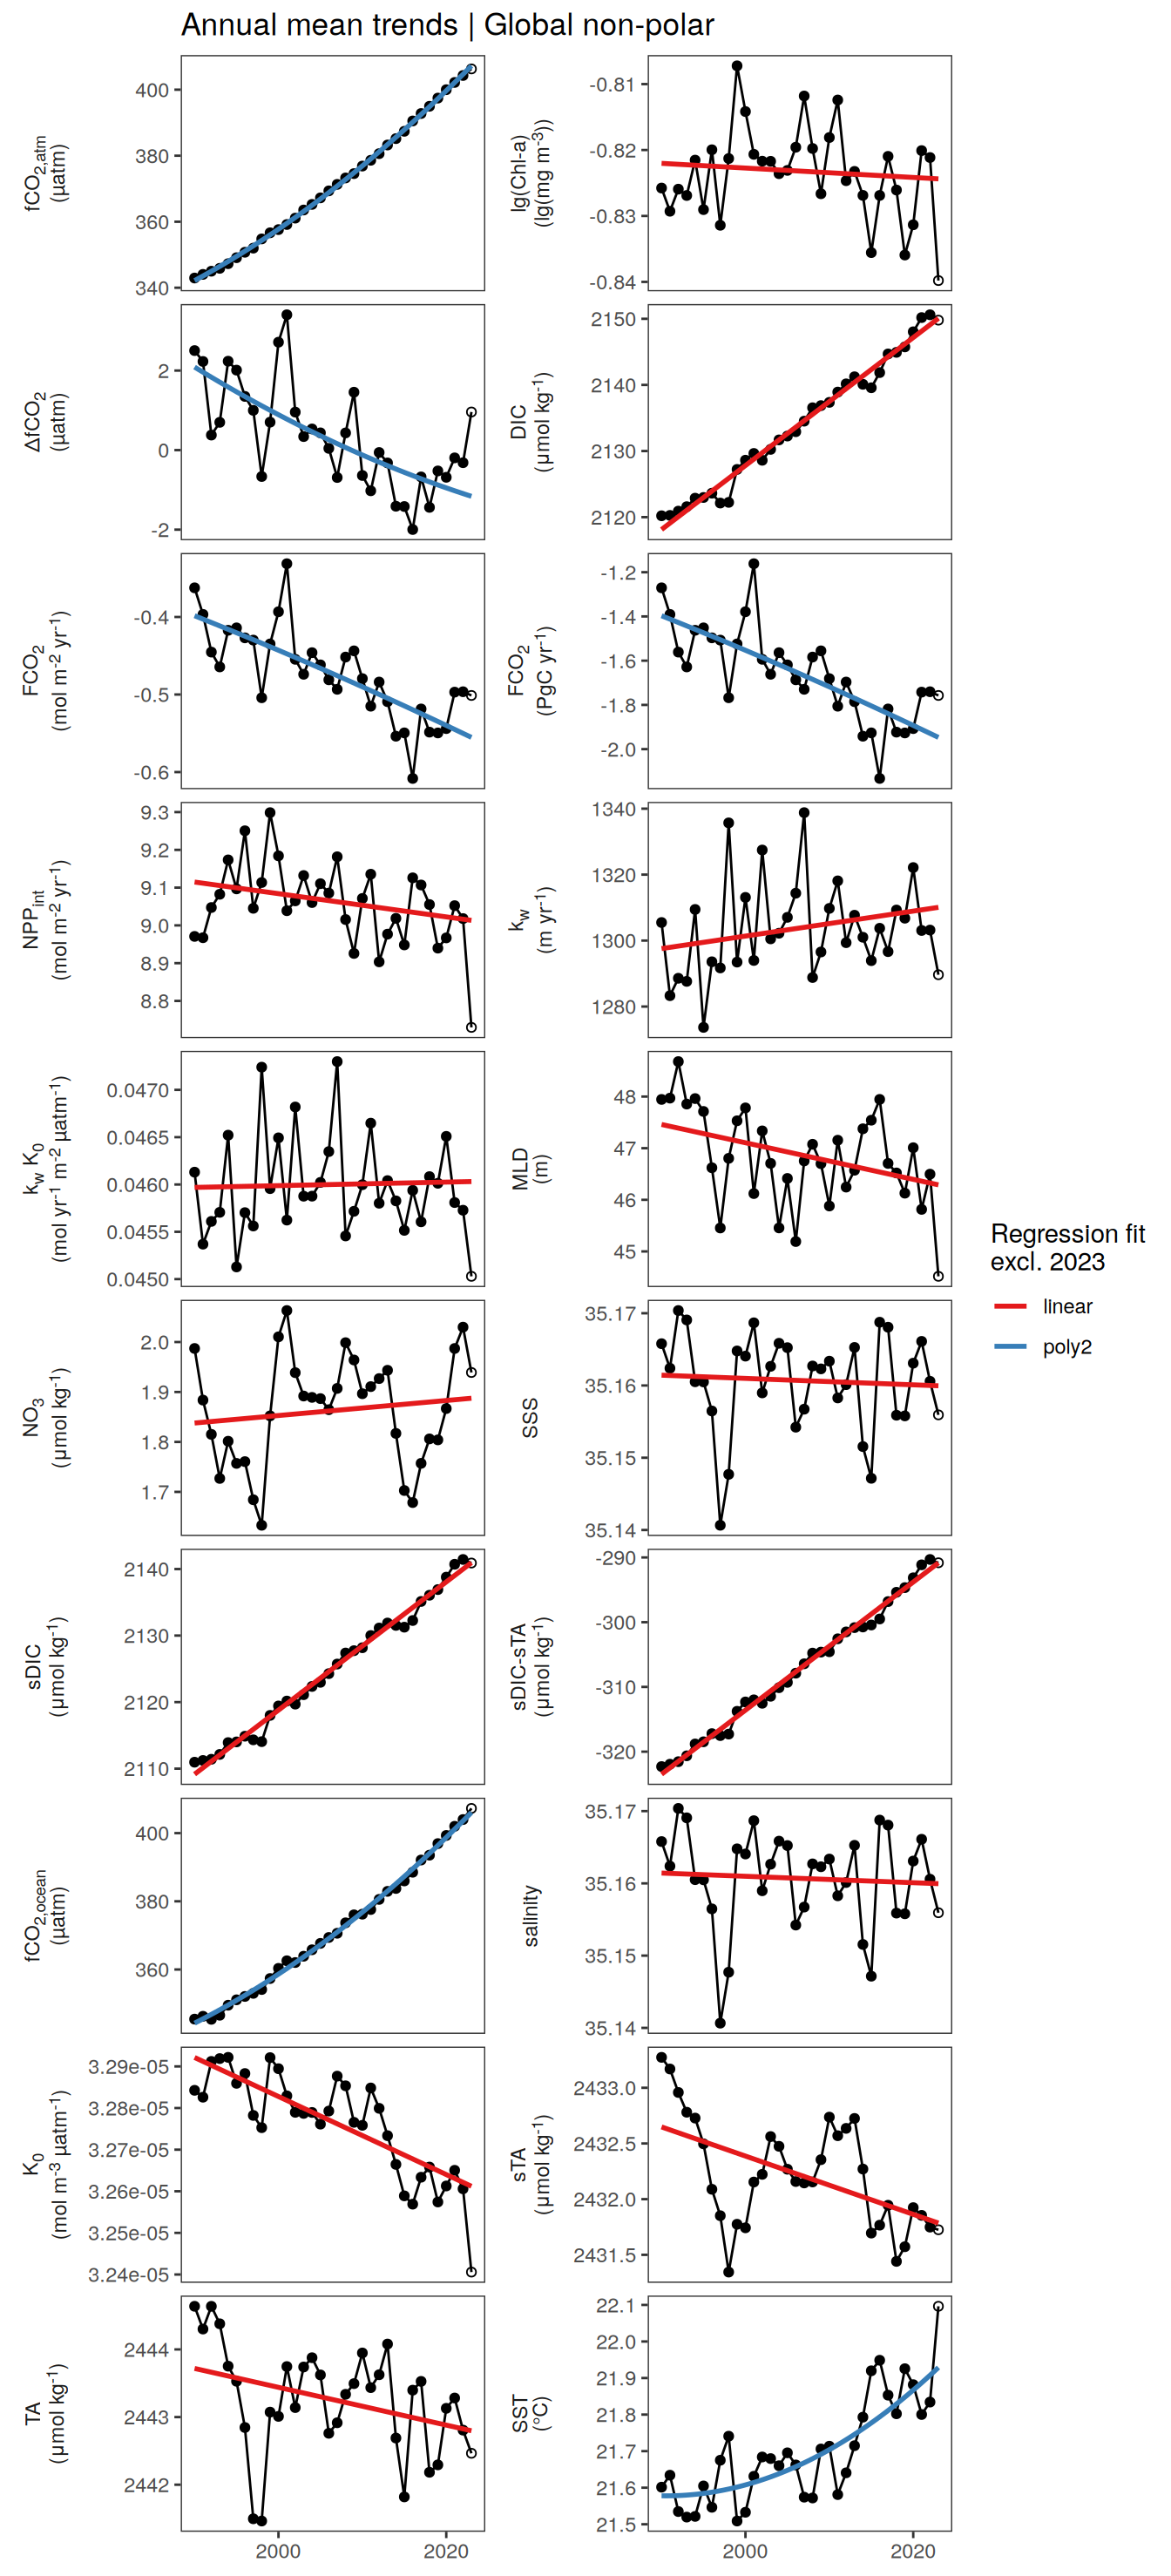 Annual mean trends | Global non-polar
fCO2,atm
(µatm)
400
380
360
340
lg(Chl-a)
(lg(mg m-3))
-0.81
-0.82
-0.83
-0.84
ΔfCO2
(µatm)
2
0
-2
DIC
(µmol kg-1)
2150
2140
2130
2120
FCO2
(mol m-2 yr-1)
-0.4
-0.5
-0.6
FCO2
(PgC yr-1)
-1.2
-1.4
-1.6
-1.8
-2.0
NPPint
(mol m-2 yr-1)
9.3
9.2
9.1
9.0
8.9
8.8
kw
(m yr-1)
1340
1320
1300
1280
kw K0
(mol yr-1 m-2 µatm-1)
0.0470
0.0465
0.0460
0.0455
0.0450
MLD
(m)
48
47
46
45
Regression fit
excl. 2023
linear
poly2
NO3
(µmol kg-1)
2.0
1.9
1.8
1.7
SSS
35.17
35.16
35.15
35.14
sDIC
(µmol kg-1)
2140
2130
2120
2110
sDIC-sTA
(µmol kg-1)
-290
-300
-310
-320
fCO2,ocean
(µatm)
400
380
360
salinity
35.17
35.16
35.15
35.14
K0
(mol m-3 µatm-1)
3.29e-05
3.28e-05
3.27e-05
3.26e-05
3.25e-05
3.24e-05
sTA
(µmol kg-1)
2433.0
2432.5
2432.0
2431.5
TA
(µmol kg-1)
2444
2443
2442
SST
(°C)
22.1
22.0
21.9
21.8
21.7
21.6
21.5
2000 2020
2000 2020